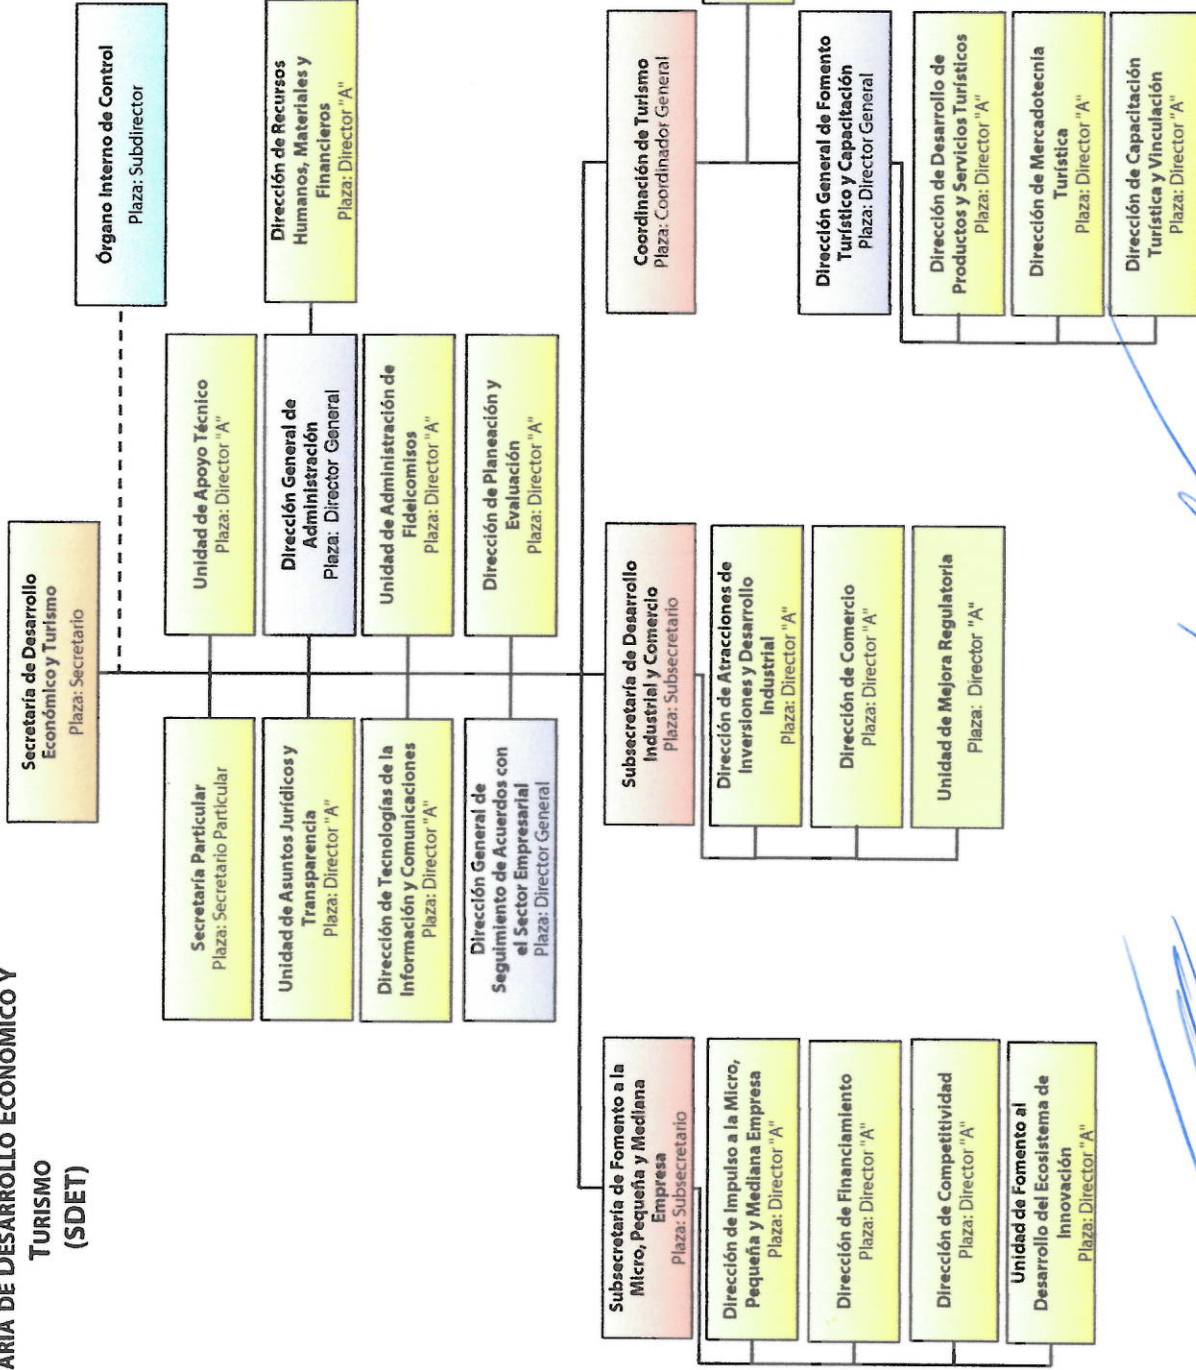 ARIA DE DESARROLLO ECONÓMICO Y
TURISMO
(SDET)
Secretaría de Desarrollo
Económico y Turismo
Plaza: Secretario
Órgano Interno de Control
Plaza: Subdirector
Secretaría Particular
Plaza: Secretario Particular
Unidad de Apoyo Técnico
Plaza: Director "A"
Unidad de Asuntos Jurídicos y
Transparencia
Plaza: Director "A"
Dirección General de
Administración
Plaza: Director General
Dirección de Recursos
Humanos, Materiales y
Financieros
Plaza: Director "A"
Dirección de Tecnologías de la
Información y Comunicaciones
Plaza: Director "A"
Unidad de Administración de
Fideicomisos
Plaza: Director "A"
Dirección General de
Seguimiento de Acuerdos con
el Sector Empresarial
Plaza: Director General
Dirección de Planeación y
Evaluación
Plaza: Director "A"
Subsecretaría de Fomento a la
Micro, Pequeña y Mediana
Empresa
Plaza: Subsecretario
Dirección de Impulso a la Micro,
Pequeña y Mediana Empresa
Plaza: Director "A"
Dirección de Financiamiento
Plaza: Director "A"
Dirección de Competitividad
Plaza: Director "A"
Unidad de Fomento al
Desarrollo del Ecosistema de
Innovación
Plaza: Director "A"
Subsecretaría de Desarrollo
Industrial y Comercio
Plaza: Subsecretario
Dirección de Atracciones de
Inversiones y Desarrollo
Industrial
Plaza: Director "A"
Dirección de Comercio
Plaza: Director "A"
Unidad de Mejora Regulatoria
Plaza: Director "A"
Coordinación de Turismo
Plaza: Coordinador General
Dirección General de Fomento
Turístico y Capacitación
Plaza: Director General
Dirección de Desarrollo de
Productos y Servicios Turísticos
Plaza: Director "A"
Dirección de Mercadotecnia
Turística
Plaza: Director "A"
Dirección de Capacitación
Turística y Vinculación
Plaza: Director "A"